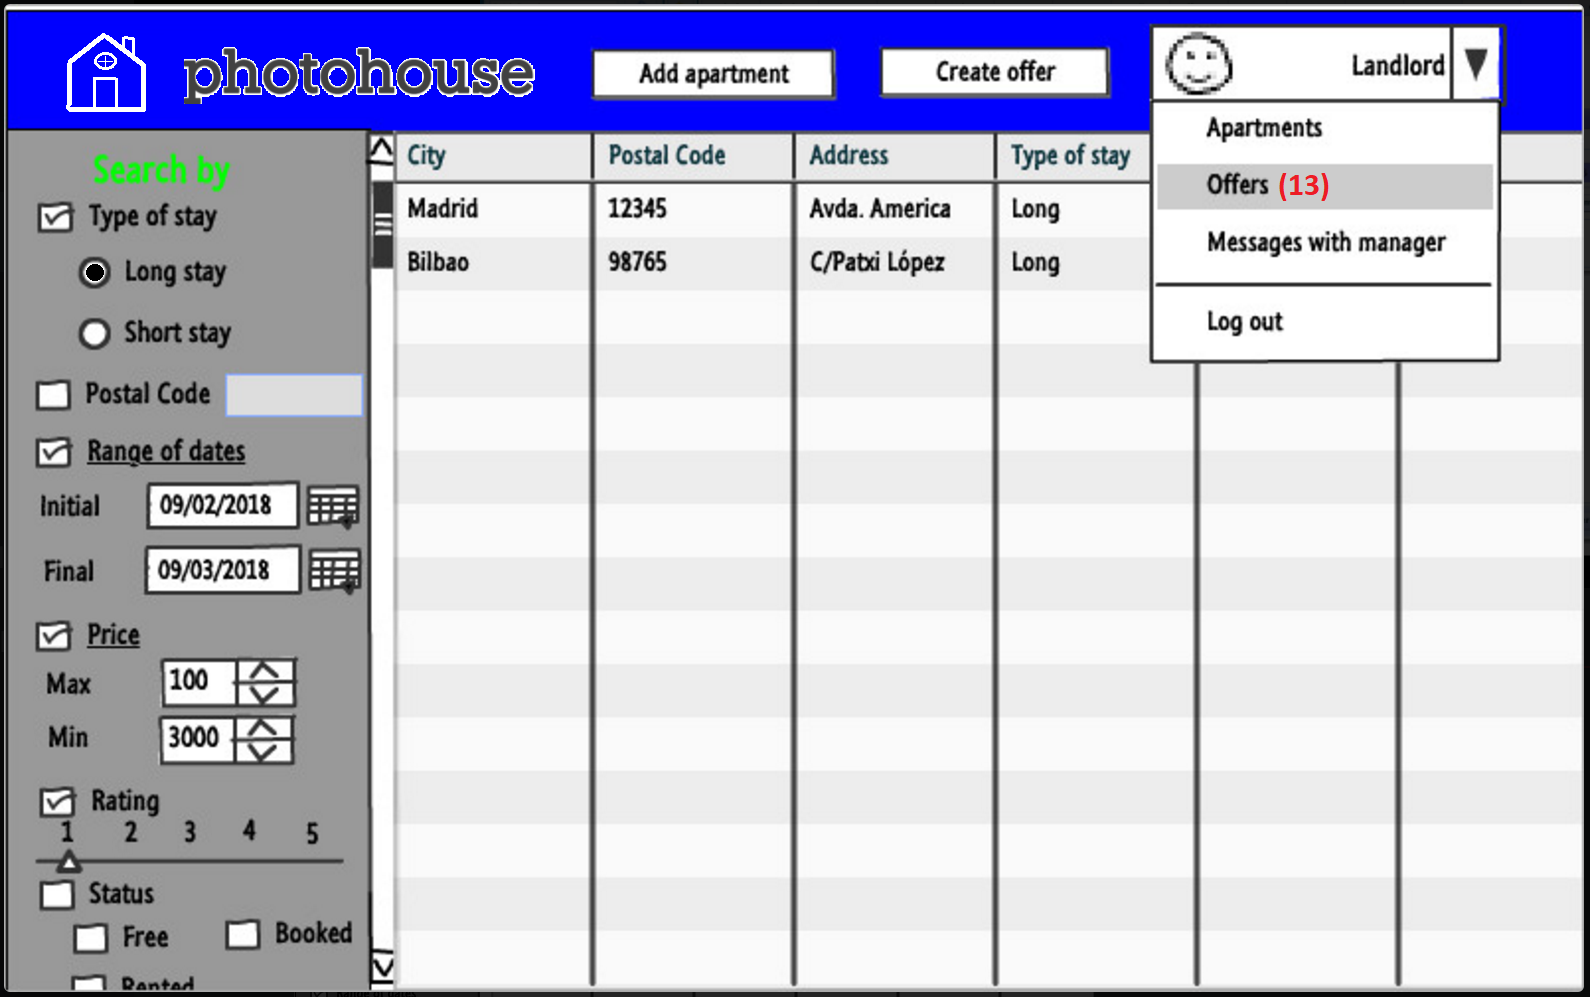 photohouse
Add apartment
Create offer
Landlord
Apartments
Offers (13)
Messages with manager
Log out
Search by
Type of stay
Long stay
Short stay
Postal Code
Range of dates
Initial 09/02/2018
Final 09/03/2018
Price
Max 100
Min 3000
Rating
1 2 3 4 5
Status
Free Booked
Rented
City Postal Code Address Type of stay
Madrid 12345 Avda. America Long
Bilbao 98765 C/Patxi López Long